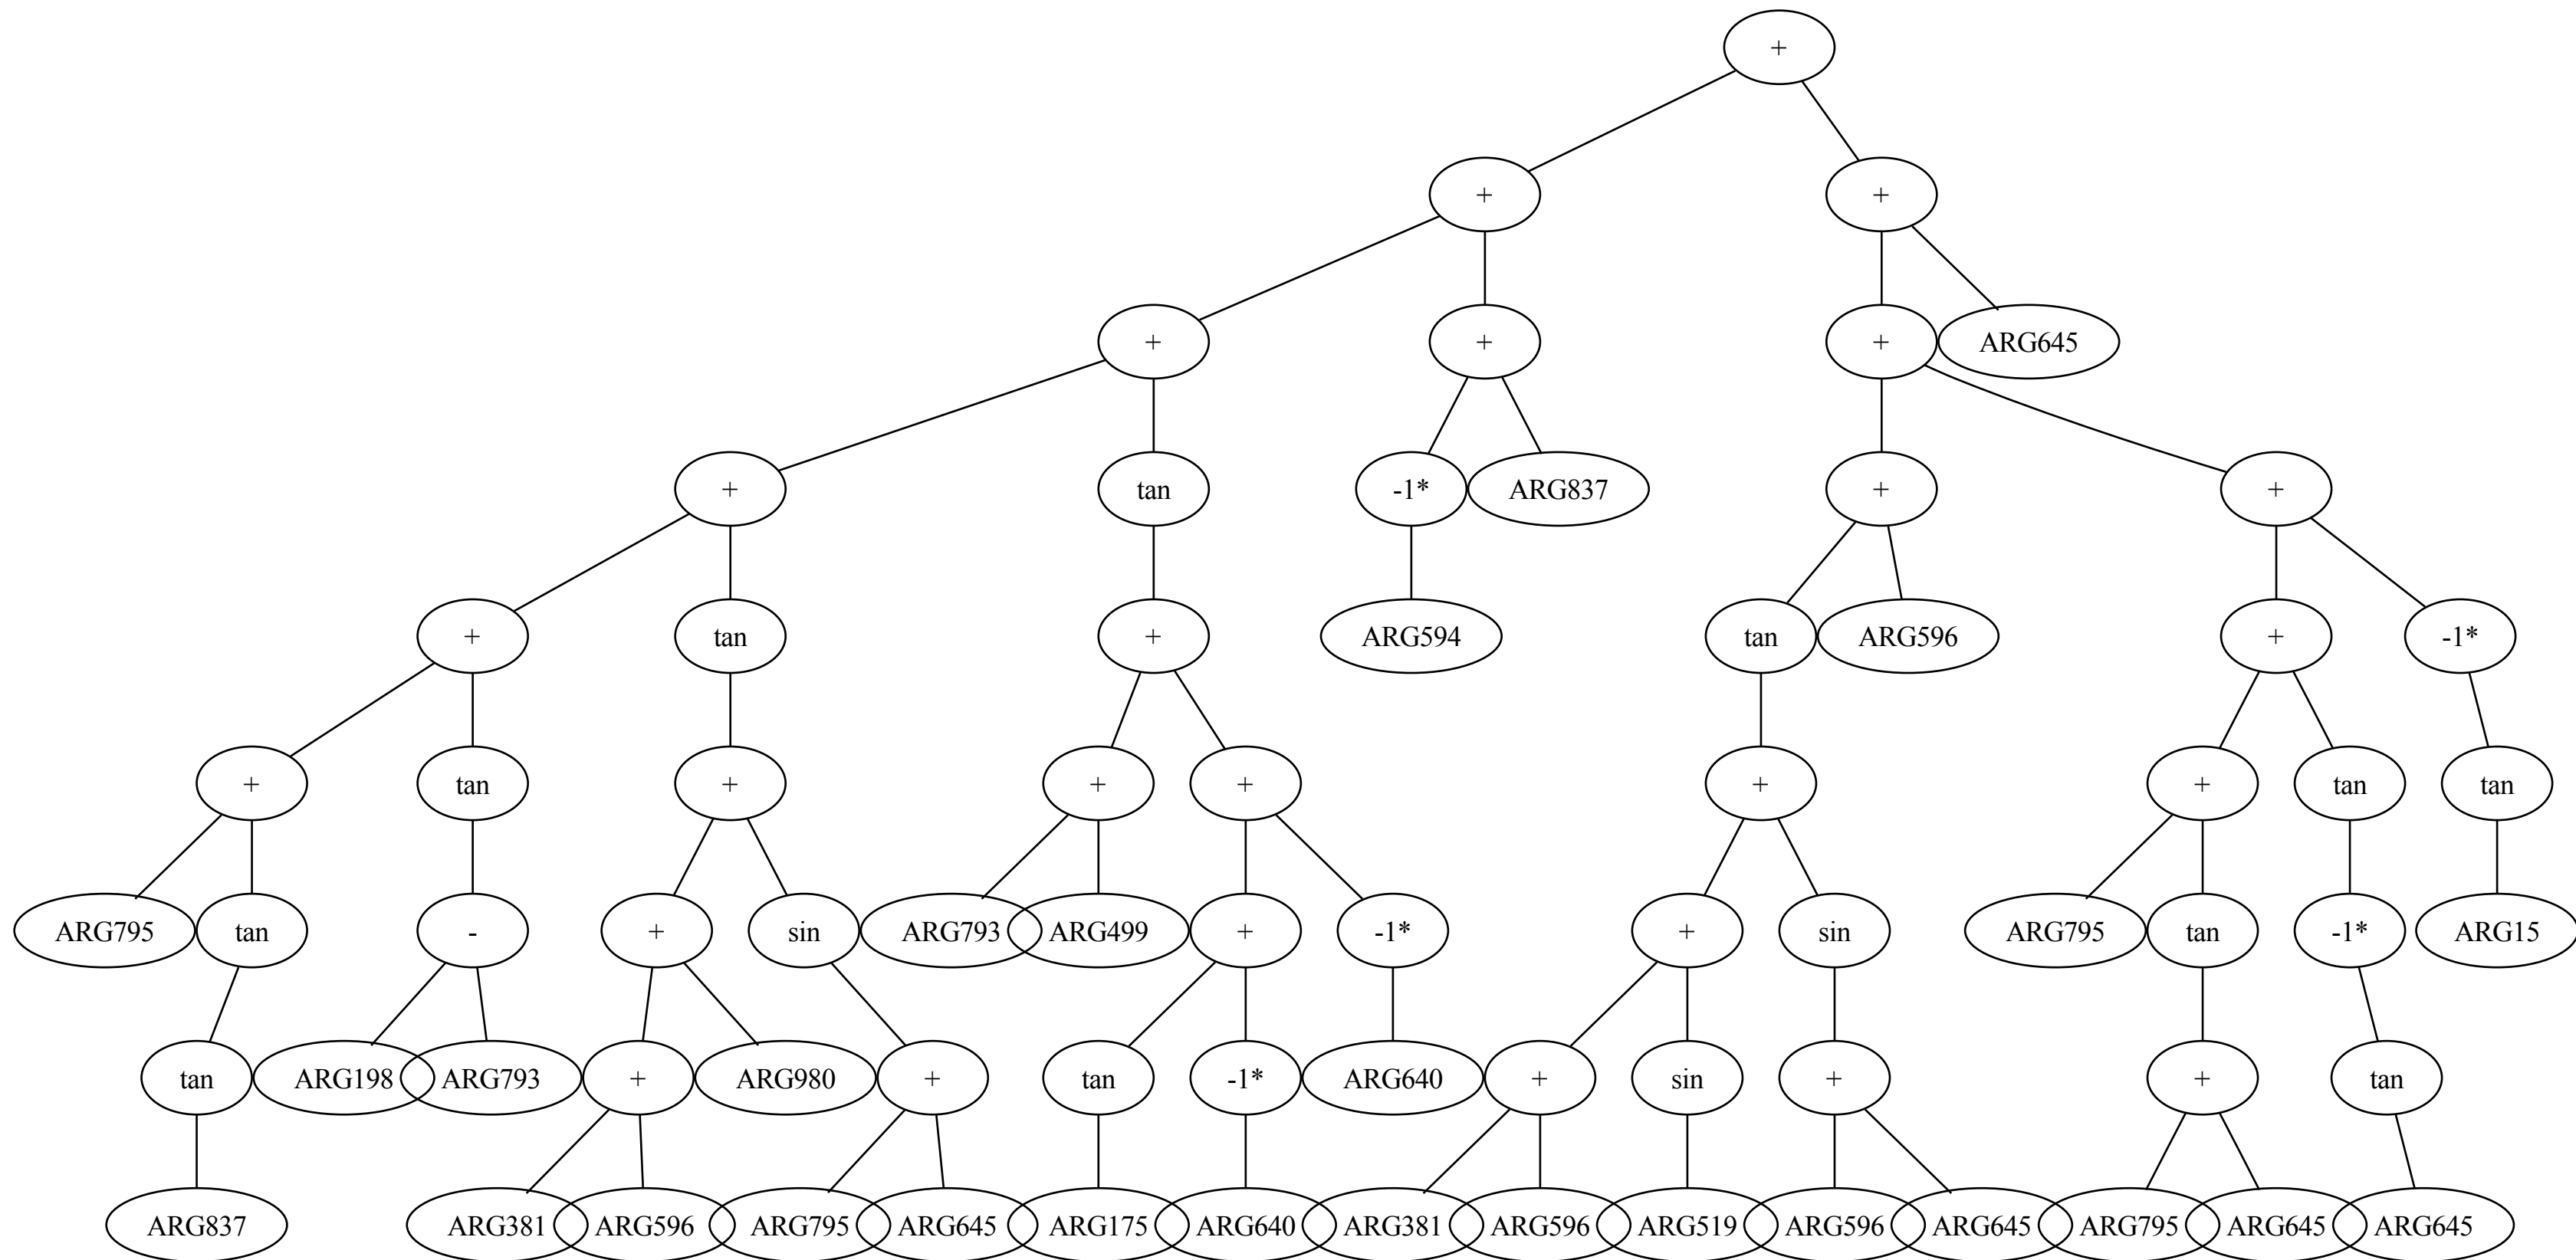 +
+ +
+ + + ARG645
+ tan -1* ARG837 + +
+ tan + ARG594 tan ARG596 + -1*
+ tan + + + + + tan tan
ARG795 tan - + sin ARG793 ARG499 + -1* + sin ARG795 tan -1* ARG15
tan ARG198 ARG793 + ARG980 + tan -1* ARG640 + sin + + tan
ARG837 ARG381 ARG596 ARG795 ARG645 ARG175 ARG640 ARG381 ARG596 ARG519 ARG596 ARG645 ARG795 ARG645 ARG645